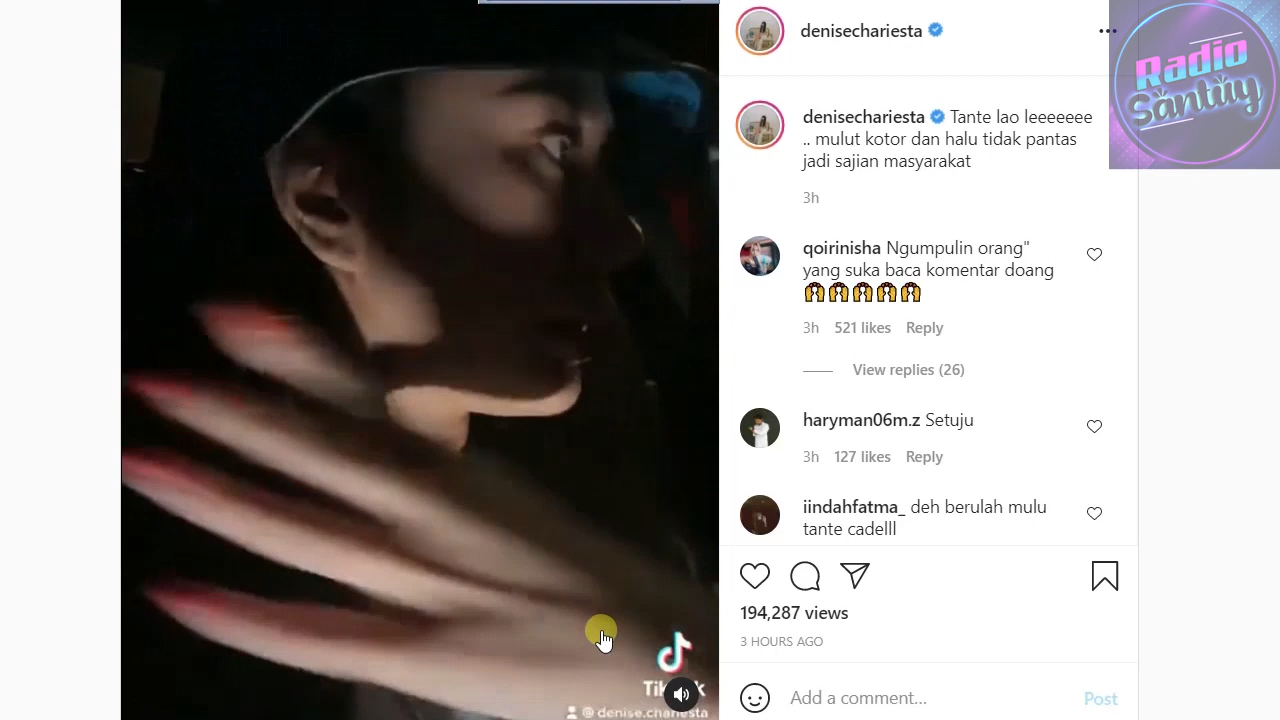 denisechariesta
Radio
Santuy
denisechariesta Tante lao leeeeeee
.. mulut kotor dan halu tidak pantas
jadi sajian masyarakat
3h
qoirinisha Ngumpulin orang"
yang suka baca komentar doang
3h 521 likes Reply
View replies (26)
haryman06m.z Setuju
3h 127 likes Reply
iindahfatma_ deh berulah mulu
tante cadelll
194,287 views
3 HOURS AGO
Add a comment... Post
@denise.chariesta